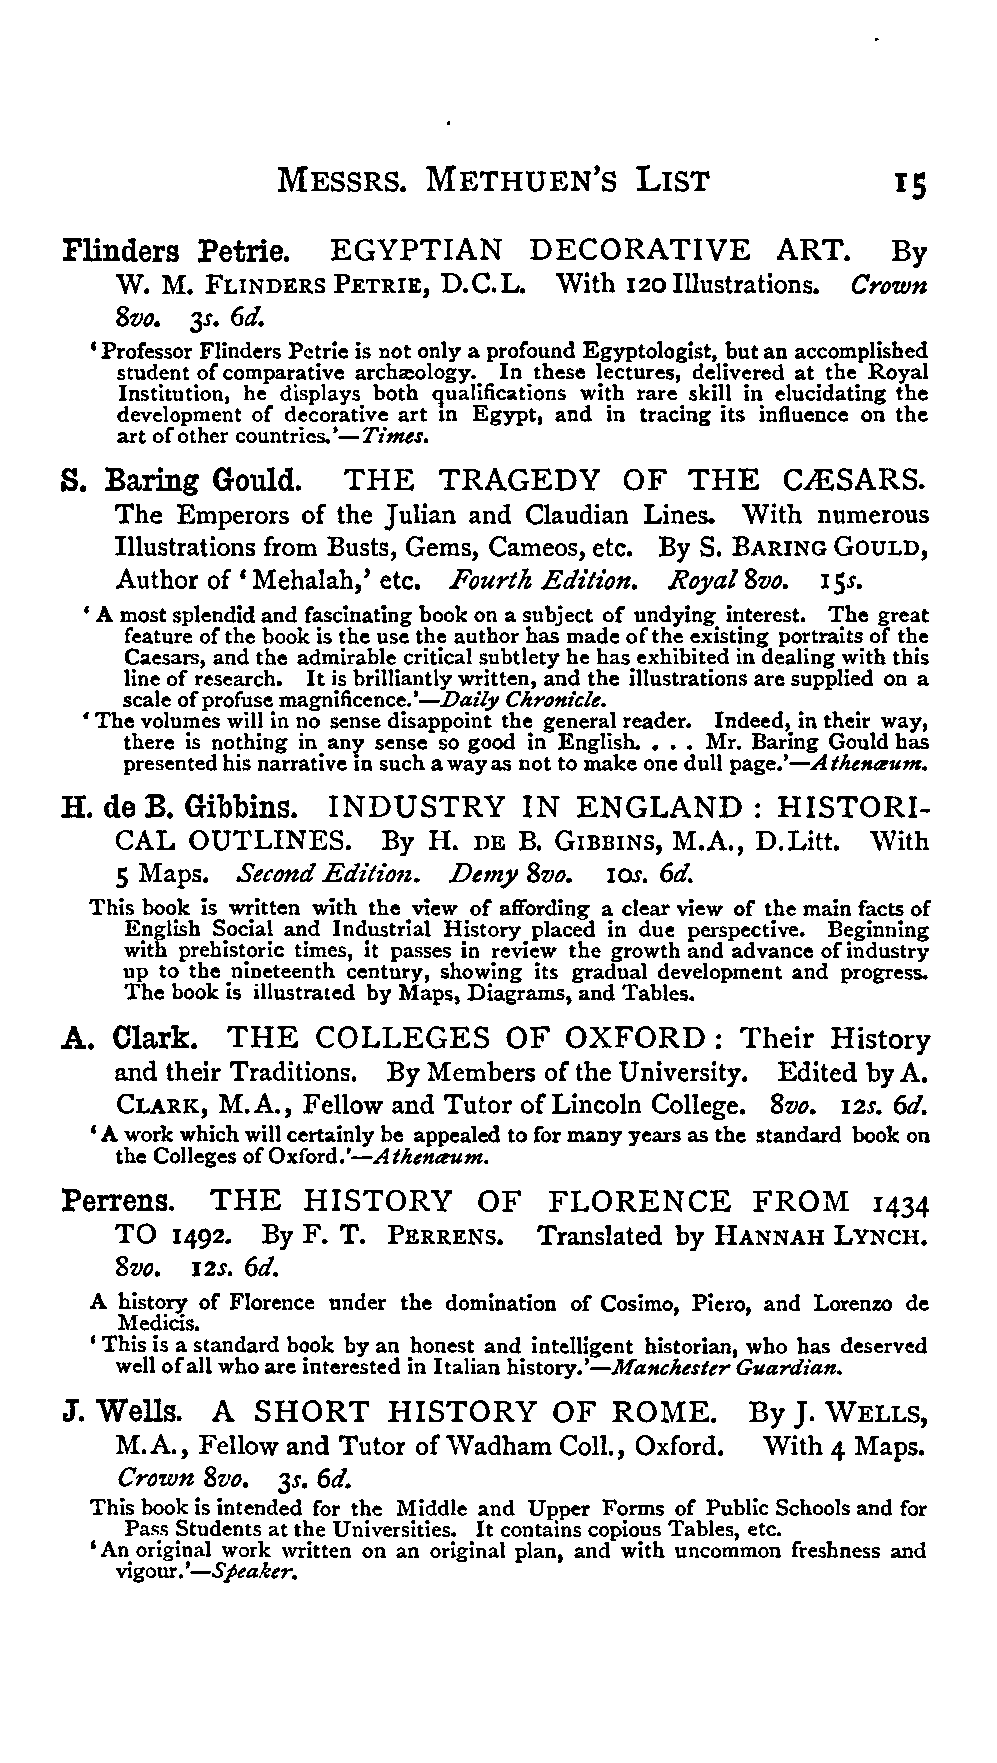 MESSRS. METHUEN'S LIST 15
Flinders Petrie. EGYPTIAN DECORATIVE ART. By
W. M. FLINDERS PETRIE, D.C.L. With 120 Illustrations. Crown
8vo. 3s. 6d.
‘Professor Flinders Petrie is not only a profound Egyptologist, but an accomplished
student of comparative archæology. In these lectures, delivered at the Royal
Institution, he displays both qualifications with rare skill in elucidating the
development of decorative art in Egypt, and in tracing its influence on the
art of other countries.’—Times.
S. Baring Gould. THE TRAGEDY OF THE CÆSARS.
The Emperors of the Julian and Claudian Lines. With numerous
Illustrations from Busts, Gems, Cameos, etc. By S. BARING GOULD,
Author of ‘Mehalah,’ etc. Fourth Edition. Royal 8vo. 15s.
‘A most splendid and fascinating book on a subject of undying interest. The great
feature of the book is the use the author has made of the existing portraits of the
Caesars, and the admirable critical subtlety he has exhibited in dealing with this
line of research. It is brilliantly written, and the illustrations are supplied on a
scale of profuse magnificence.’—Daily Chronicle.
‘The volumes will in no sense disappoint the general reader. Indeed, in their way,
there is nothing in any sense so good in English. . . . Mr. Baring Gould has
presented his narrative in such a way as not to make one dull page.’—Athenæum.
H. de B. Gibbins. INDUSTRY IN ENGLAND : HISTORI-
CAL OUTLINES. By H. DE B. GIBBINS, M.A., D.Litt. With
5 Maps. Second Edition. Demy 8vo. 10s. 6d.
This book is written with the view of affording a clear view of the main facts of
English Social and Industrial History placed in due perspective. Beginning
with prehistoric times, it passes in review the growth and advance of industry
up to the nineteenth century, showing its gradual development and progress.
The book is illustrated by Maps, Diagrams, and Tables.
A. Clark. THE COLLEGES OF OXFORD : Their History
and their Traditions. By Members of the University. Edited by A.
CLARK, M.A., Fellow and Tutor of Lincoln College. 8vo. 12s. 6d.
‘A work which will certainly be appealed to for many years as the standard book on
the Colleges of Oxford.’—Athenæum.
Perrens. THE HISTORY OF FLORENCE FROM 1434
TO 1492. By F. T. PERRENS. Translated by HANNAH LYNCH.
8vo. 12s. 6d.
A history of Florence under the domination of Cosimo, Piero, and Lorenzo de
Medicis.
‘This is a standard book by an honest and intelligent historian, who has deserved
well of all who are interested in Italian history.’—Manchester Guardian.
J. Wells. A SHORT HISTORY OF ROME. By J. WELLS,
M.A., Fellow and Tutor of Wadham Coll., Oxford. With 4 Maps.
Crown 8vo. 3s. 6d.
This book is intended for the Middle and Upper Forms of Public Schools and for
Pass Students at the Universities. It contains copious Tables, etc.
‘An original work written on an original plan, and with uncommon freshness and
vigour.’—Speaker.